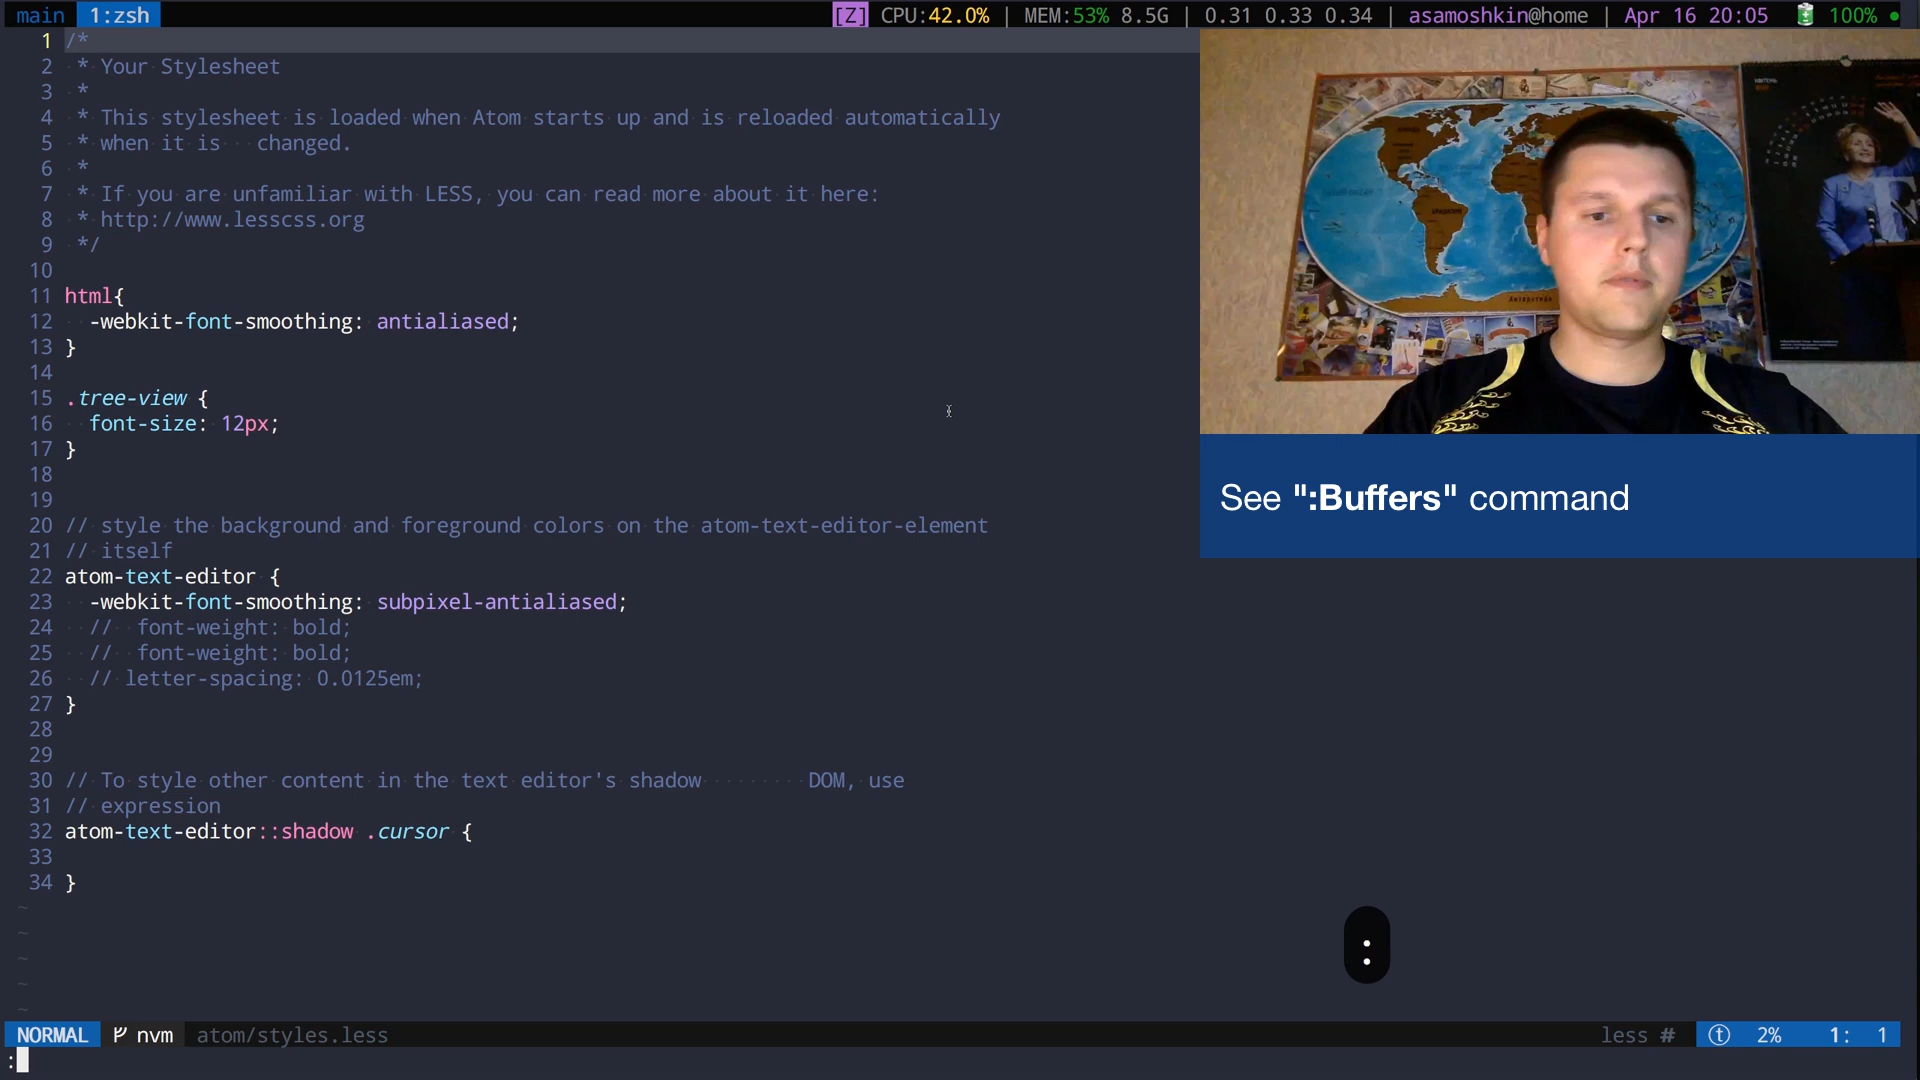 main 1:zsh [Z] CPU:42.0% | MEM:53% 8.5G | 0.31 0.33 0.34 | asamoshkin@home | Apr 16 20:05 100% ●
1 /*
2 * Your Stylesheet
3 *
4 * This stylesheet is loaded when Atom starts up and is reloaded automatically
5 * when it is   changed.
6 *
7 * If you are unfamiliar with LESS, you can read more about it here:
8 * http://www.lesscss.org
9 */
10
11 html{
12 -webkit-font-smoothing: antialiased;
13 }
14
15 .tree-view {
16 font-size: 12px;
17 }
18
19
20 // style the background and foreground colors on the atom-text-editor-element
21 // itself
22 atom-text-editor {
23 -webkit-font-smoothing: subpixel-antialiased;
24 //  font-weight: bold;
25 //  font-weight: bold;
26 // letter-spacing: 0.0125em;
27 }
28
29
30 // To style other content in the text editor's shadow         DOM, use
31 // expression
32 atom-text-editor::shadow .cursor {
33
34 }
~
~
~
~
~
See ":Buffers" command
:
NORMAL nvm atom/styles.less less # ⓣ 2% 1: 1
: